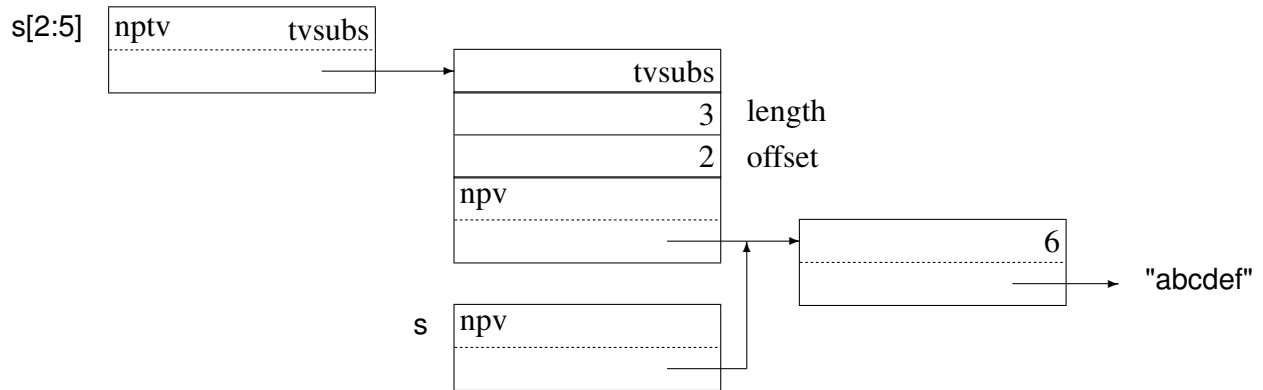 s[2:5] nptv tvsubs
tvsubs
3 length
2 offset
npv
6
"abcdef"
s npv